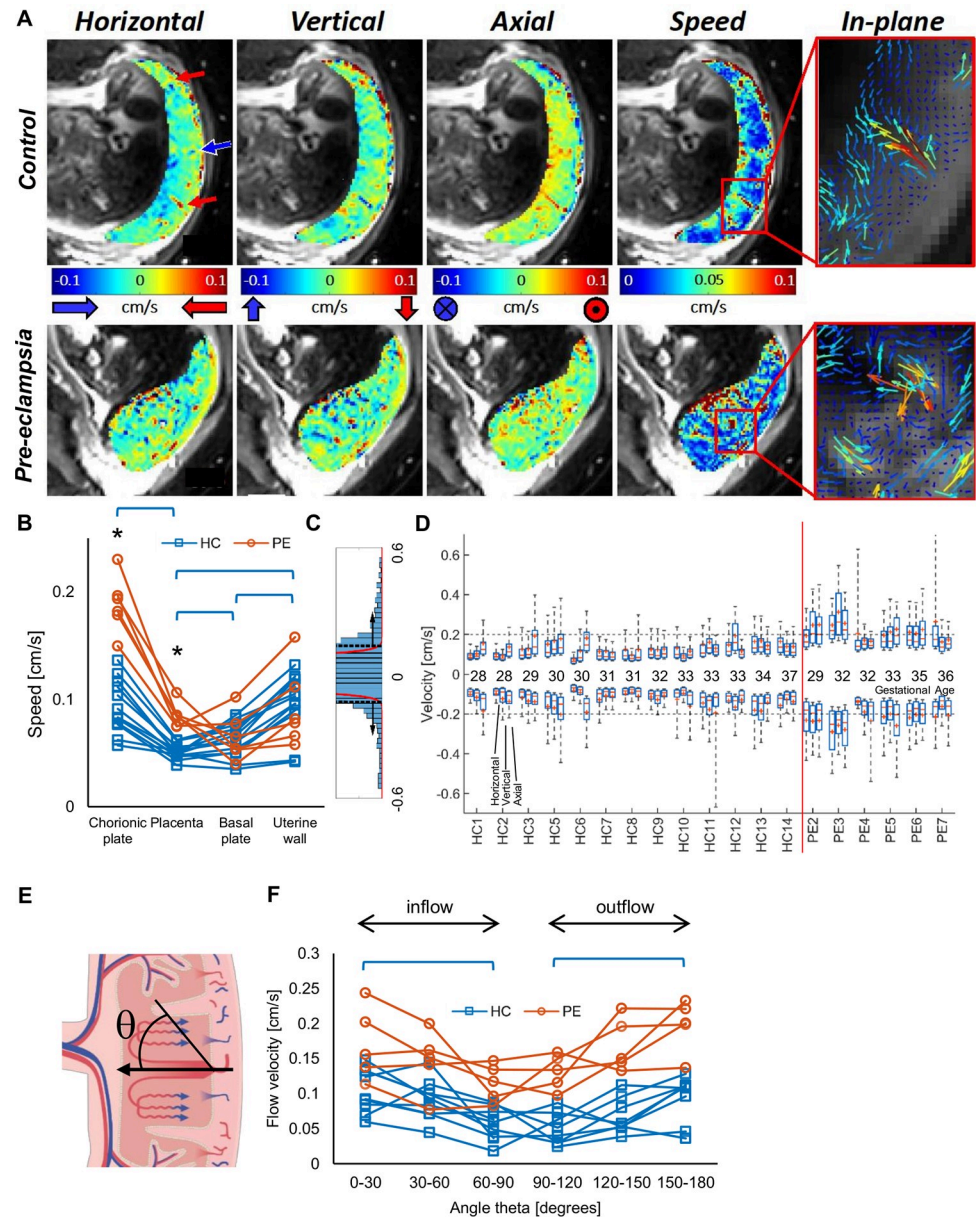 A
Horizontal
Vertical
Axial
Speed
In-plane
Control
-0.1 0 0.1
cm/s
-0.1 0 0.1
cm/s
-0.1 0 0.1
cm/s
0 0.05 0.1
cm/s
Pre-eclampsia
B
HC PE
*
*
0.2
0.1
0
Speed [cm/s]
Chorionic plate
Placenta
Basal plate
Uterine wall
C
0.6
0
-0.6
D
0.6
0.4
0.2
0
-0.2
-0.4
-0.6
Velocity [cm/s]
28 28 29 30 30 31 31 32 33 33 33 34 37 29 32 32 33 35 36
Gestational Age
Horizontal
Vertical
Axial
HC1 HC2 HC3 HC5 HC6 HC7 HC8 HC9 HC10 HC11 HC12 HC13 HC14 PE2 PE3 PE4 PE5 PE6 PE7
E
θ
F
inflow outflow
HC PE
0.3
0.25
0.2
0.15
0.1
0.05
0
Flow velocity [cm/s]
0-30 30-60 60-90 90-120 120-150 150-180
Angle theta [degrees]